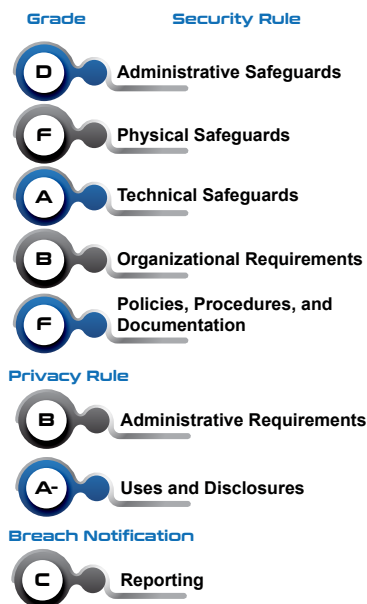 Grade Security Rule
D Administrative Safeguards
F Physical Safeguards
A Technical Safeguards
B Organizational Requirements
F Policies, Procedures, and
Documentation
Privacy Rule
B Administrative Requirements
A- Uses and Disclosures
Breach Notification
C Reporting